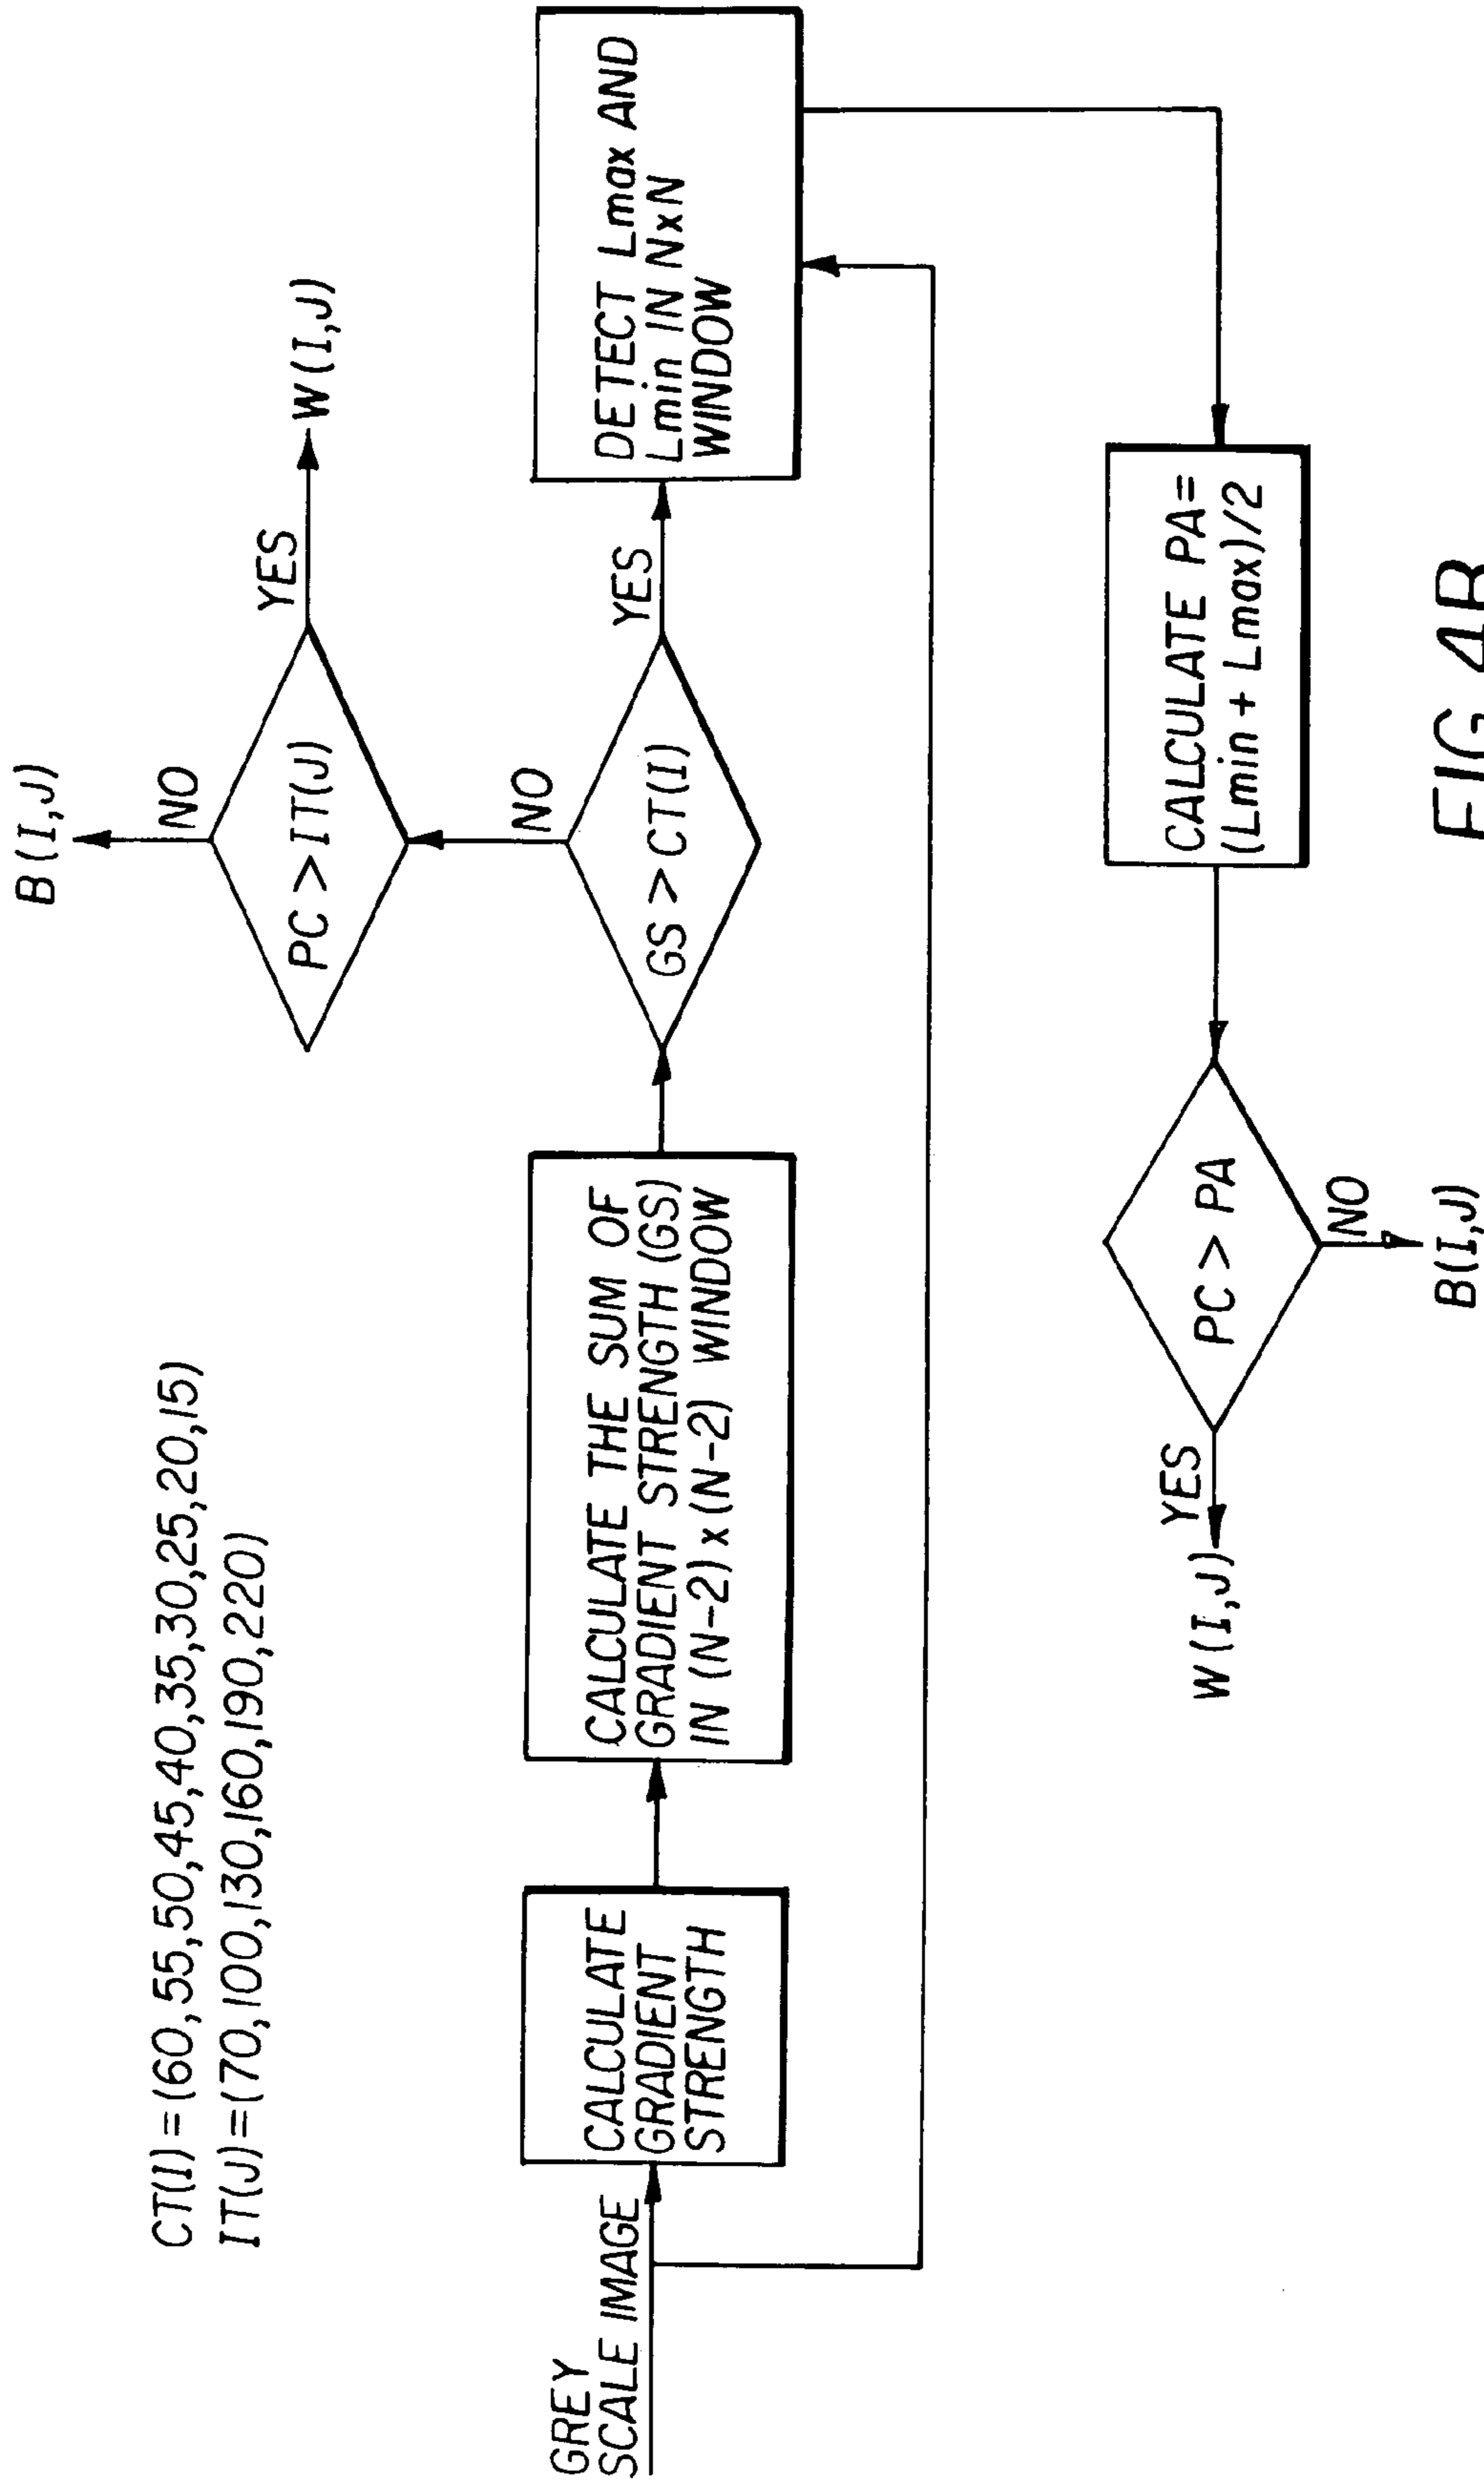 CT(I)=(60,55,50,45,40,35,30,25,20,15)
IT(J)=(70,100,130,160,190,220)
B(I,J)
NO
PC > IT(J)
YES
W(I,J)
GREY
SCALE IMAGE
CALCULATE
GRADIENT
STRENGTH
CALCULATE THE SUM OF
GRADIENT STRENGTH (GS)
IN (N-2)x(N-2) WINDOW
NO
GS > CT(I)
YES
DETECT Lmax AND
Lmin IN NxN
WINDOW
W(I,J)
YES
PC > PA
NO
B(I,J)
CALCULATE PA=
(Lmin + Lmax)/2
FIG. 4B